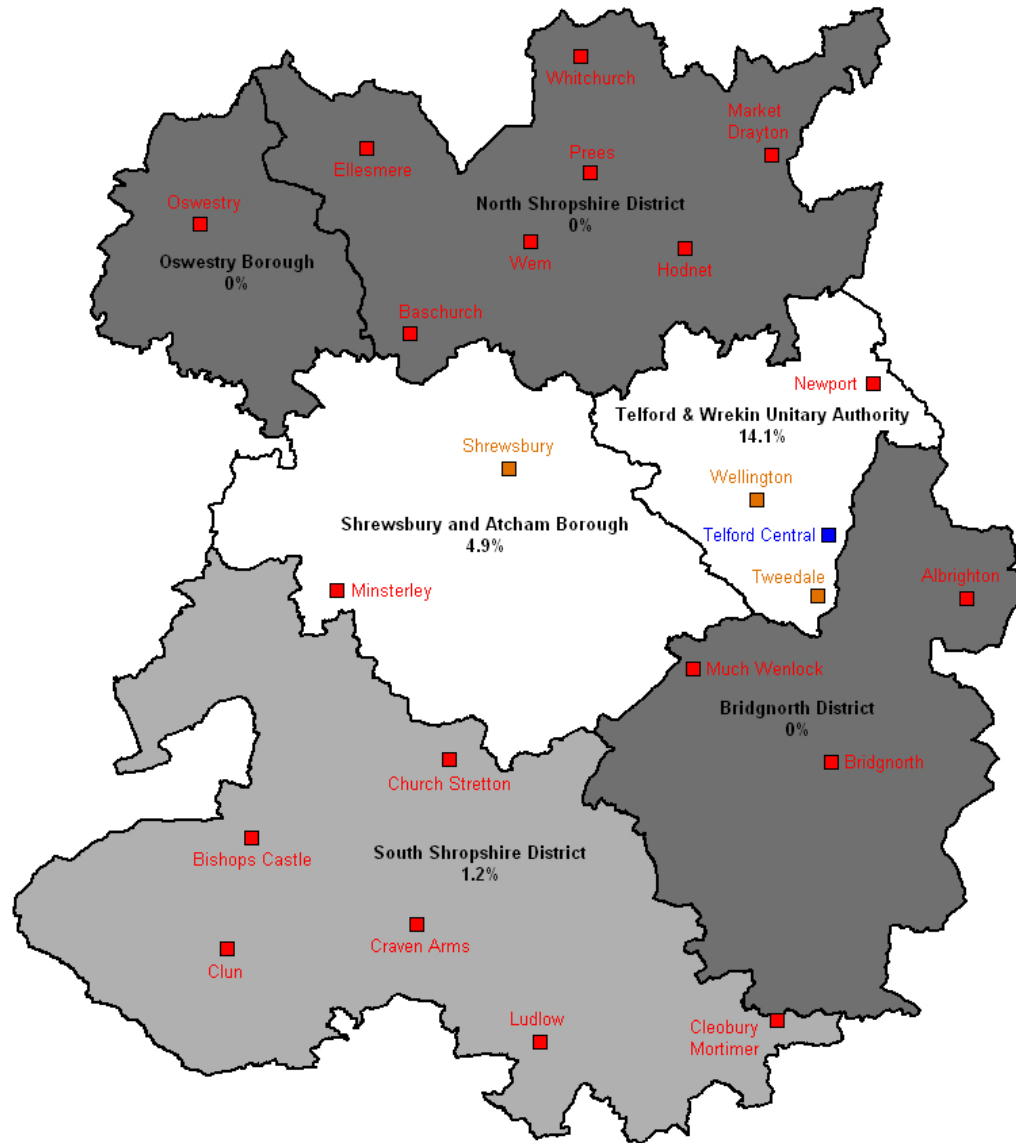 Whitchurch
Market
Drayton
Prees
Ellesmere
North Shropshire District
0%
Oswestry
Wem
Hodnet
Oswestry Borough
0%
Baschurch
Newport
Telford & Wrekin Unitary Authority
14.1%
Shrewsbury
Wellington
Shrewsbury and Atcham Borough
4.9%
Telford Central
Tweedale
Albrighton
Minsterley
Much Wenlock
Bridgnorth District
0%
Bridgnorth
Church Stretton
South Shropshire District
1.2%
Bishops Castle
Craven Arms
Clun
Ludlow
Cleobury
Mortimer